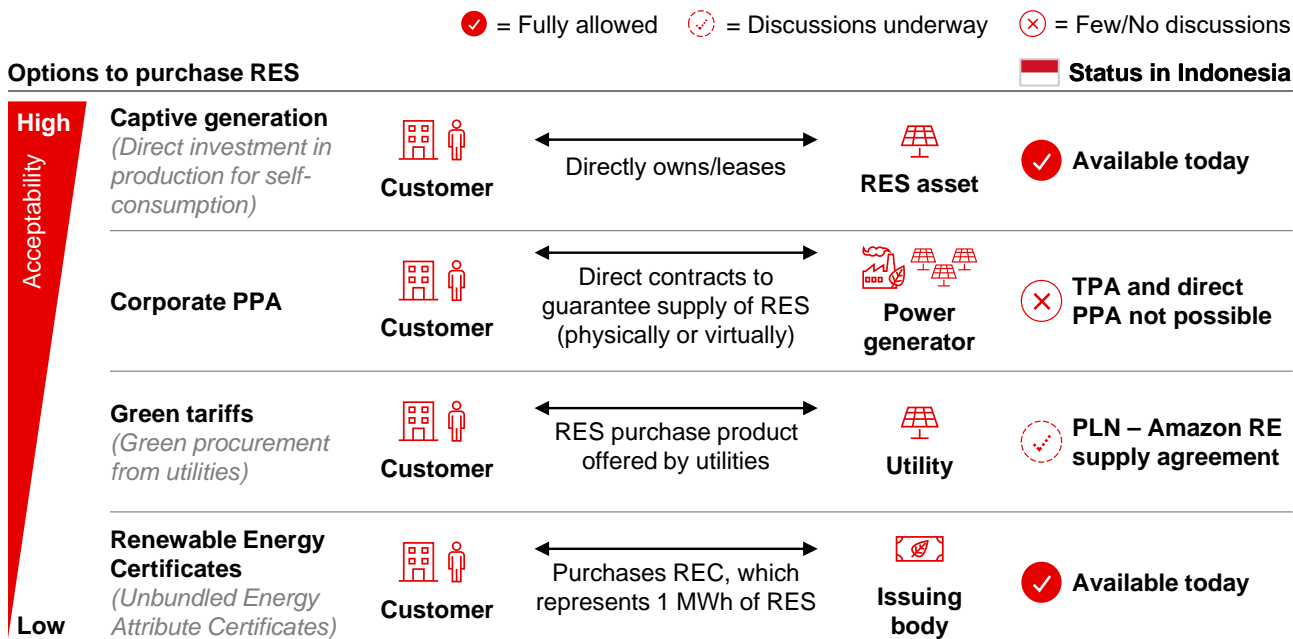 = Fully allowed = Discussions underway = Few/No discussions
Options to purchase RES
Status in Indonesia
High
Acceptability
Low
Captive generation
(Direct investment in
production for self-
consumption)
Customer
Directly owns/leases
RES asset
Available today
Corporate PPA
Customer
Direct contracts to
guarantee supply of RES
(physically or virtually)
Power
generator
TPA and direct
PPA not possible
Green tariffs
(Green procurement
from utilities)
Customer
RES purchase product
offered by utilities
Utility
PLN – Amazon RE
supply agreement
Renewable Energy
Certificates
(Unbundled Energy
Attribute Certificates)
Customer
Purchases REC, which
represents 1 MWh of RES
Issuing
body
Available today